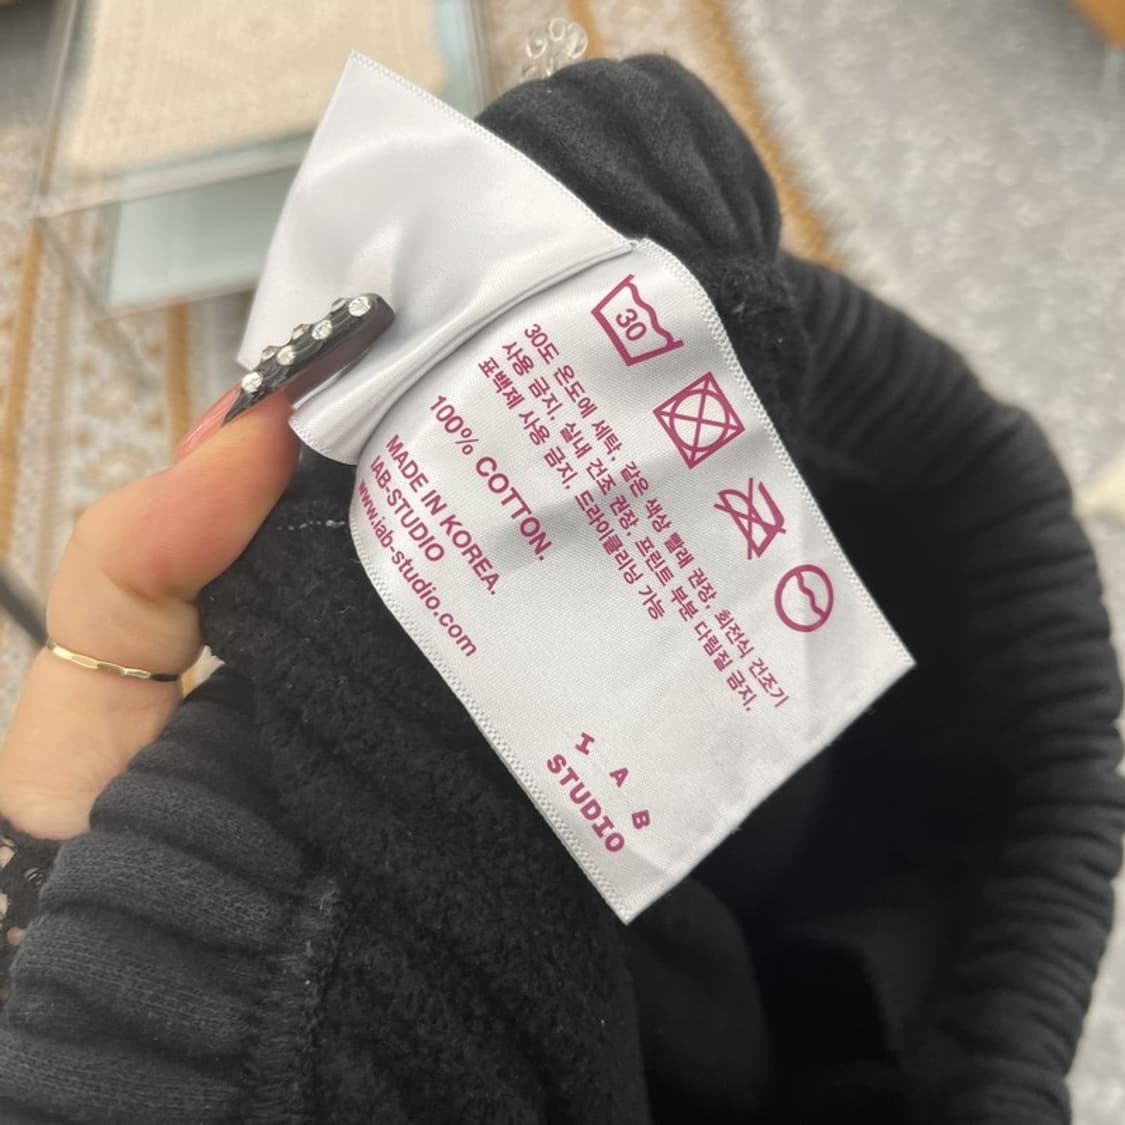 30
30도 온도에 세탁, 같은 색상 빨래 권장, 회전식 건조기
사용 금지, 실내 건조 권장, 프린트 부분 다림질 금지,
표백제 사용 금지, 드라이클리닝 가능
100% COTTON.
MADE IN KOREA.
IAB-STUDIO
www.iab-studio.com
I A B
STUDIO